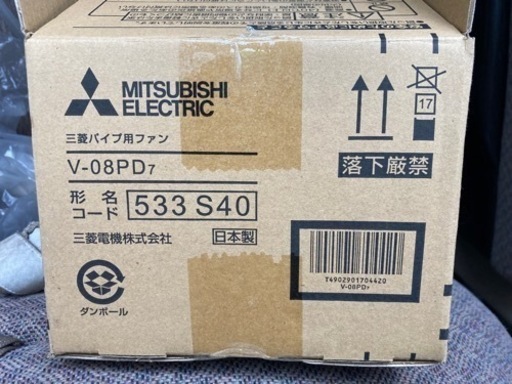 MITSUBISHI
ELECTRIC
三菱パイプ用ファン
V-08PD7
形名
コード
533 S40
三菱電機株式会社
日本製
ダンボール
17
落下厳禁
T4902901704420
V-08PD7